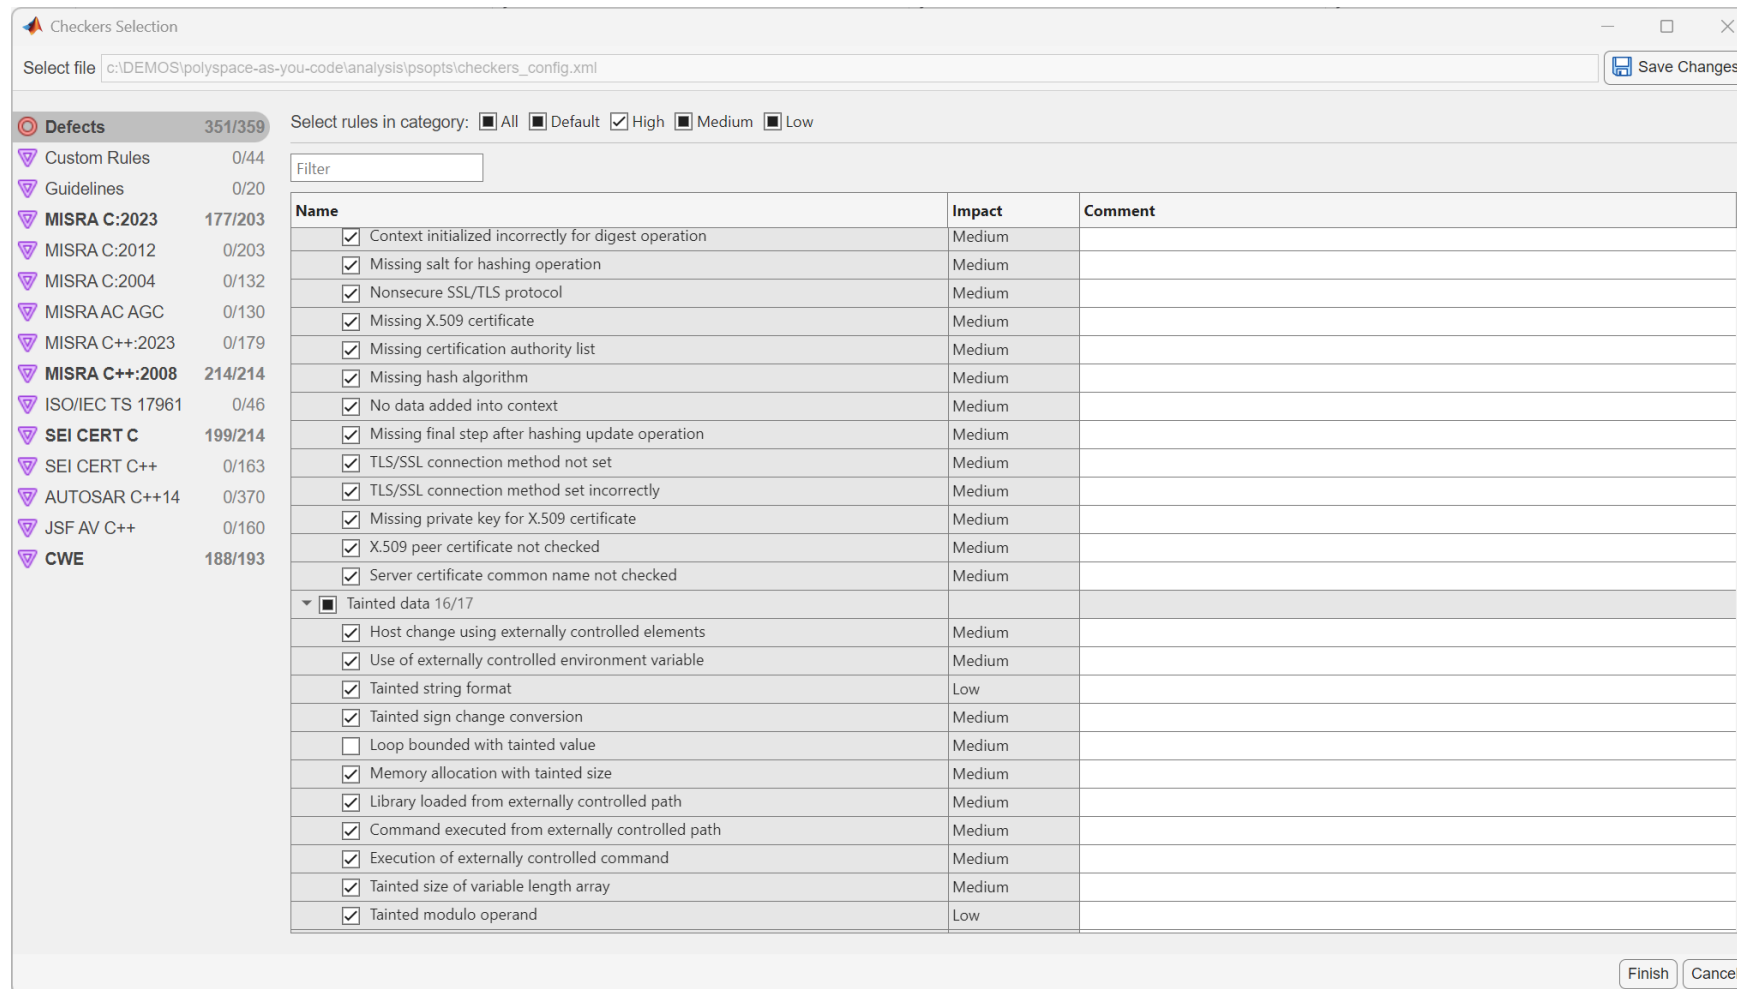 Checkers Selection
Select file c:\DEMOS\polyspace-as-you-code\analysis\psopts\checkers_config.xml Save Changes
Defects 351/359
Custom Rules 0/44
Guidelines 0/20
MISRA C:2023 177/203
MISRA C:2012 0/203
MISRA C:2004 0/132
MISRA AC AGC 0/130
MISRA C++:2023 0/179
MISRA C++:2008 214/214
ISO/IEC TS 17961 0/46
SEI CERT C 199/214
SEI CERT C++ 0/163
AUTOSAR C++14 0/370
JSF AV C++ 0/160
CWE 188/193
Select rules in category: All Default High Medium Low
Filter
Name Impact Comment
Context initialized incorrectly for digest operation Medium
Missing salt for hashing operation Medium
Nonsecure SSL/TLS protocol Medium
Missing X.509 certificate Medium
Missing certification authority list Medium
Missing hash algorithm Medium
No data added into context Medium
Missing final step after hashing update operation Medium
TLS/SSL connection method not set Medium
TLS/SSL connection method set incorrectly Medium
Missing private key for X.509 certificate Medium
X.509 peer certificate not checked Medium
Server certificate common name not checked Medium
Tainted data 16/17
Host change using externally controlled elements Medium
Use of externally controlled environment variable Medium
Tainted string format Low
Tainted sign change conversion Medium
Loop bounded with tainted value Medium
Memory allocation with tainted size Medium
Library loaded from externally controlled path Medium
Command executed from externally controlled path Medium
Execution of externally controlled command Medium
Tainted size of variable length array Medium
Tainted modulo operand Low
Finish Cancel